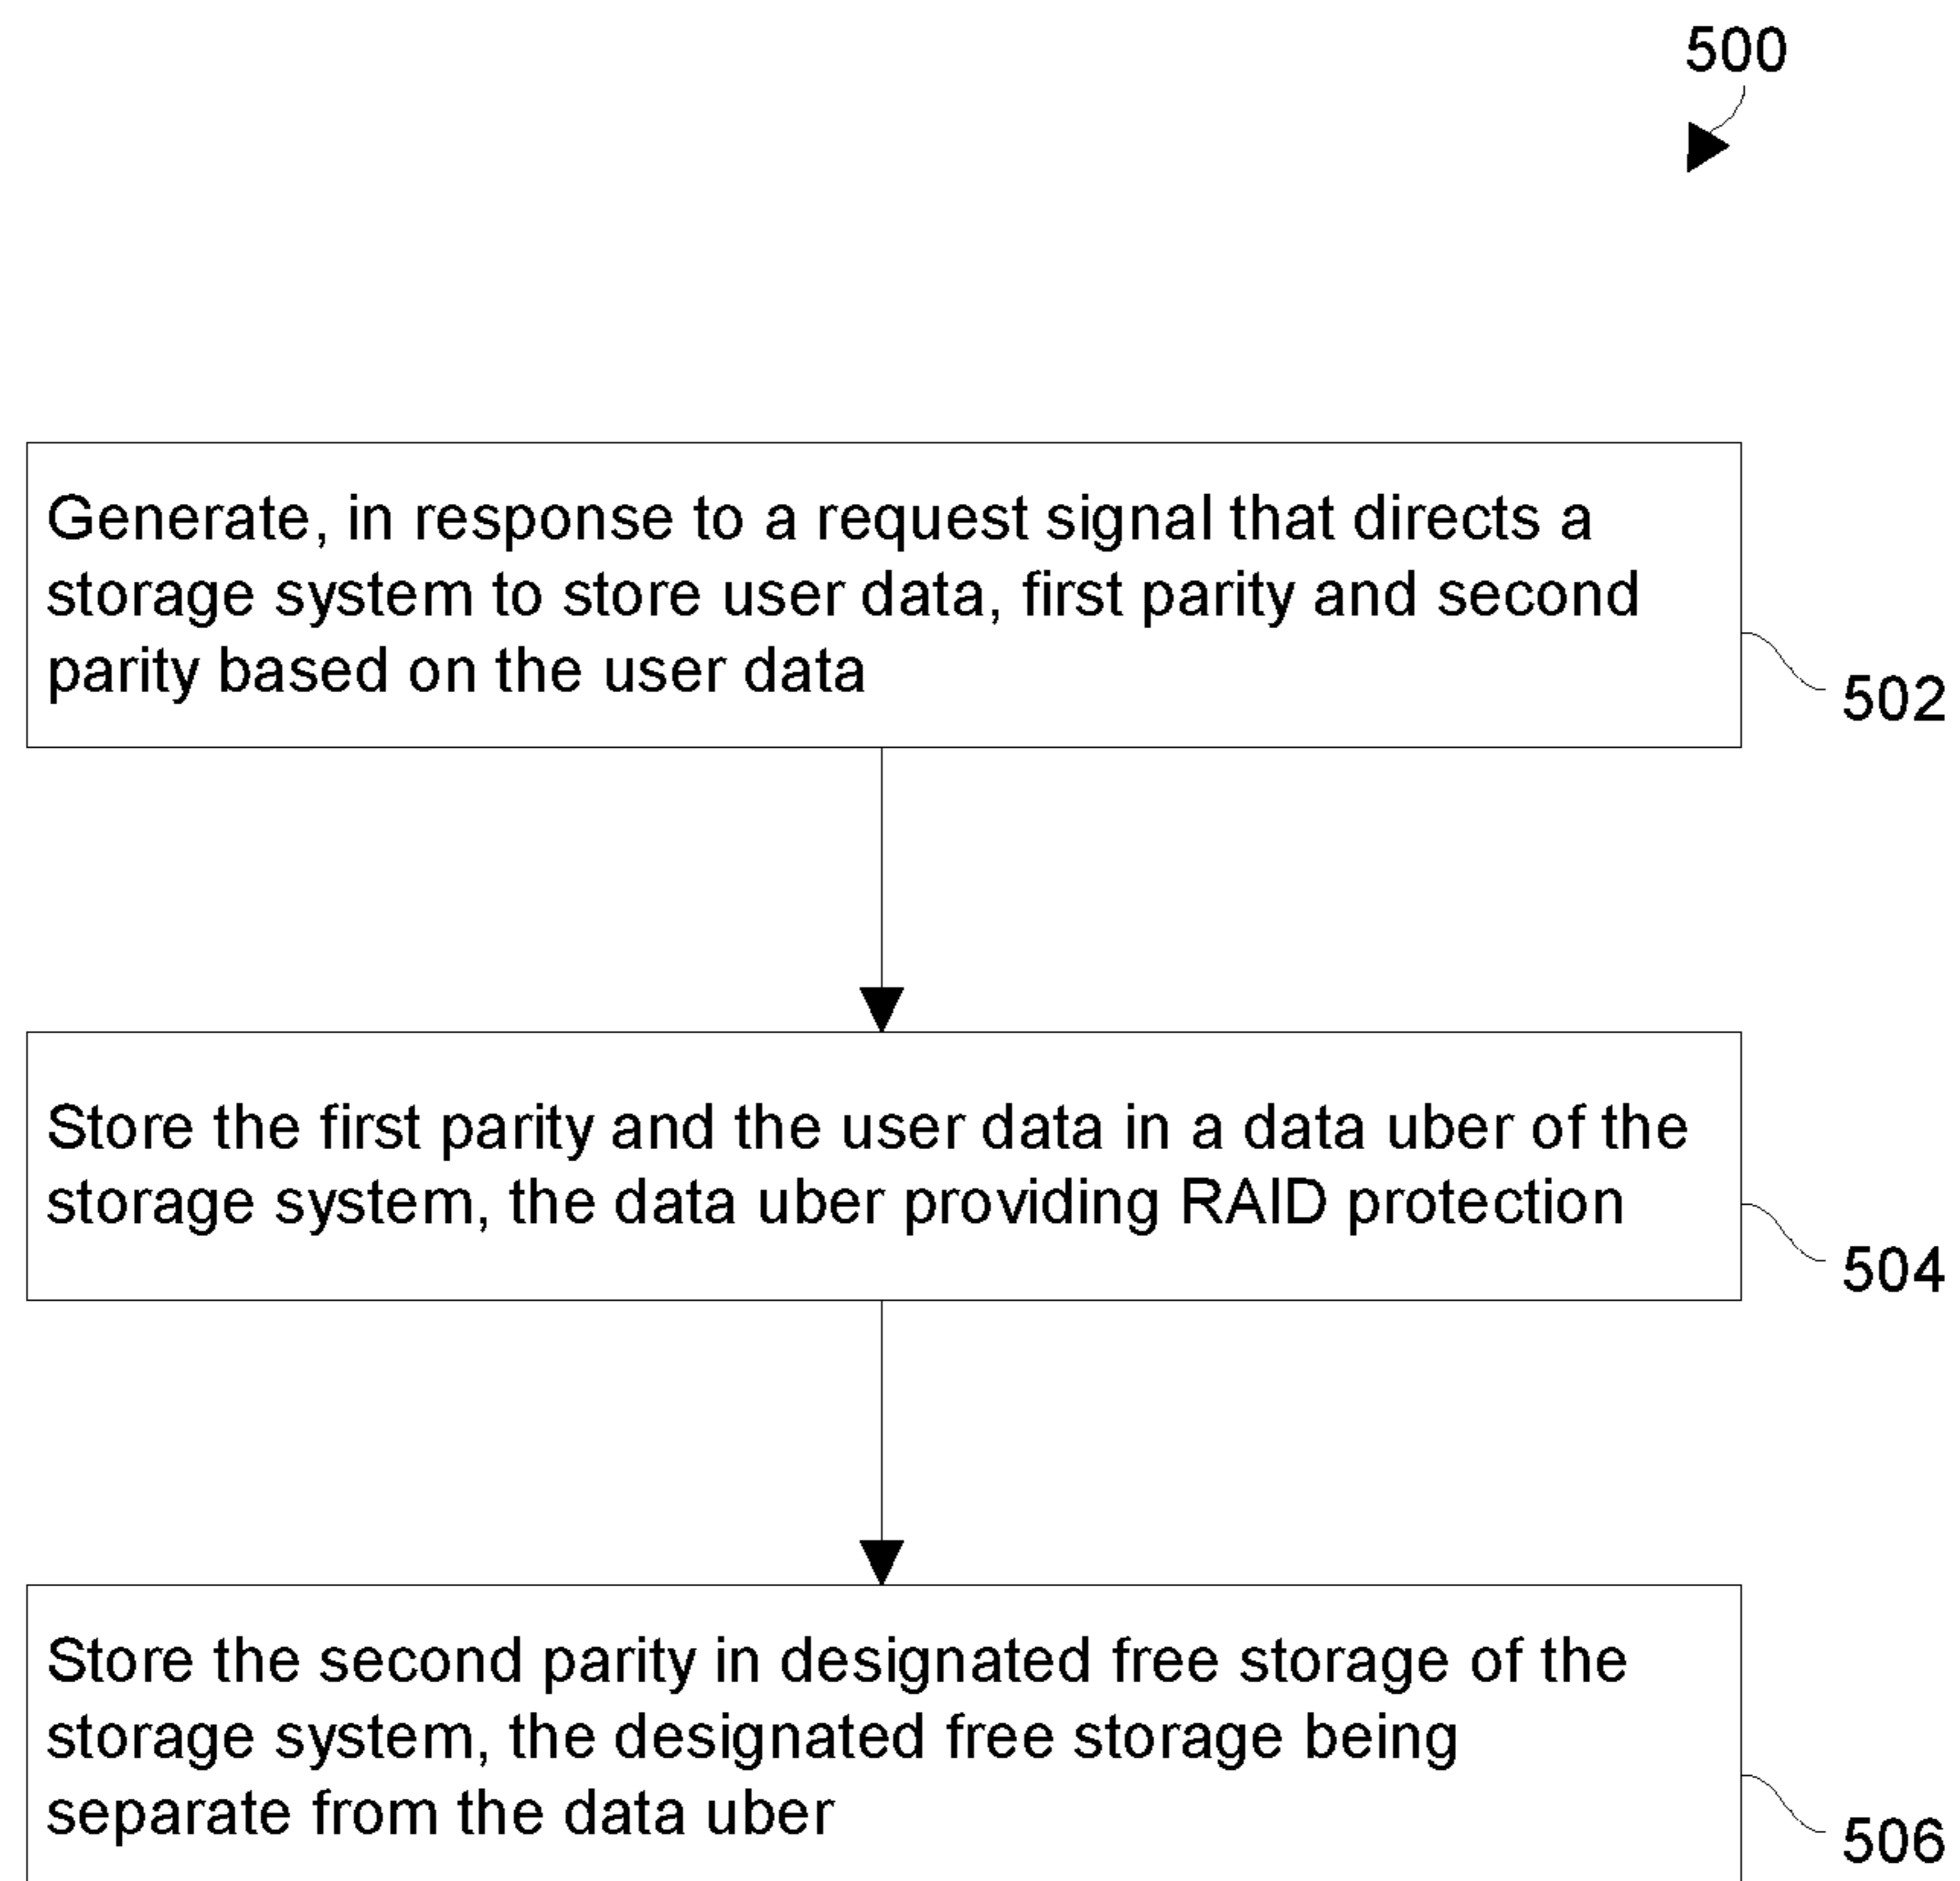 500
Generate, in response to a request signal that directs a
storage system to store user data, first parity and second
parity based on the user data
502
Store the first parity and the user data in a data uber of the
storage system, the data uber providing RAID protection
504
Store the second parity in designated free storage of the
storage system, the designated free storage being
separate from the data uber
506